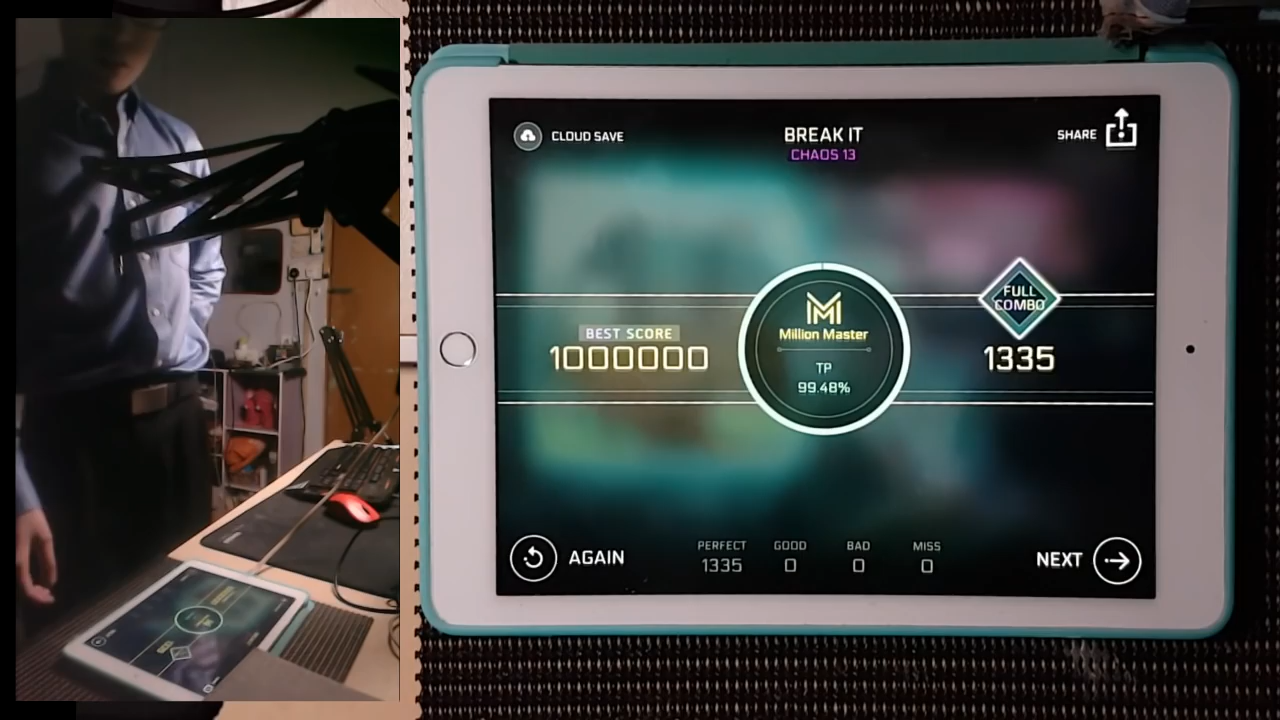 CLOUD SAVE
BREAK IT
CHAOS 13
SHARE
BEST SCORE
1000000
M
Million Master
TP
99.48%
FULL
COMBO
1335
AGAIN
PERFECT GOOD BAD MISS
1335 0 0 0
NEXT